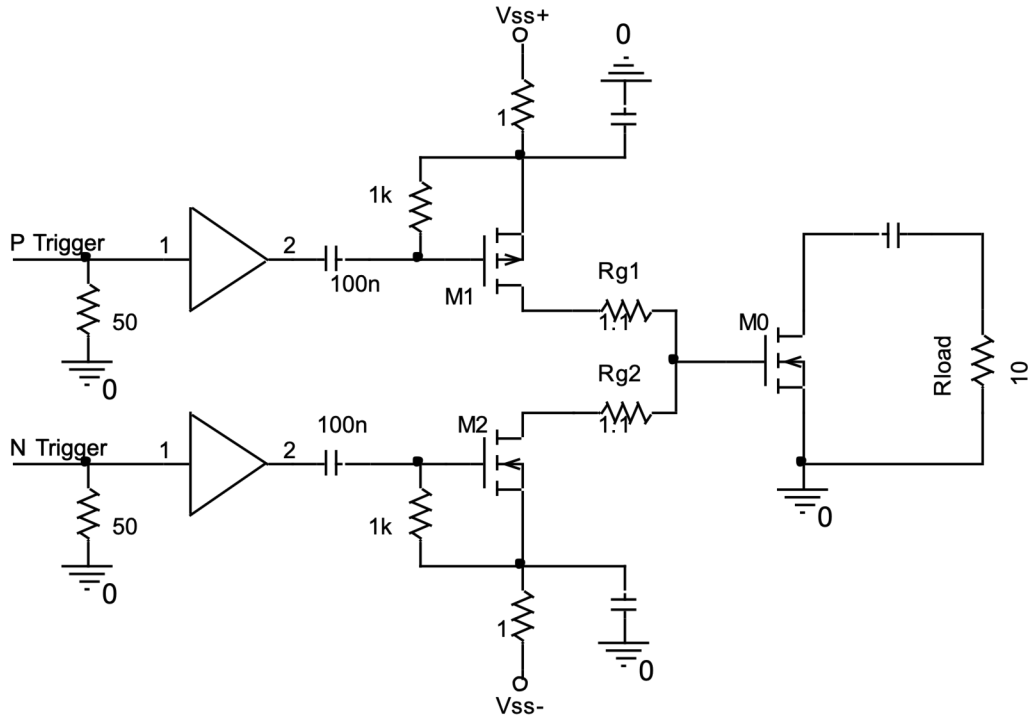 Vss+
0
1
1k
P Trigger
1
2
100n
M1
50
0
Rg1
1.1
M0
Rload
10
Rg2
1.1
N Trigger
1
2
100n
M2
50
0
1k
1
0
0
Vss-